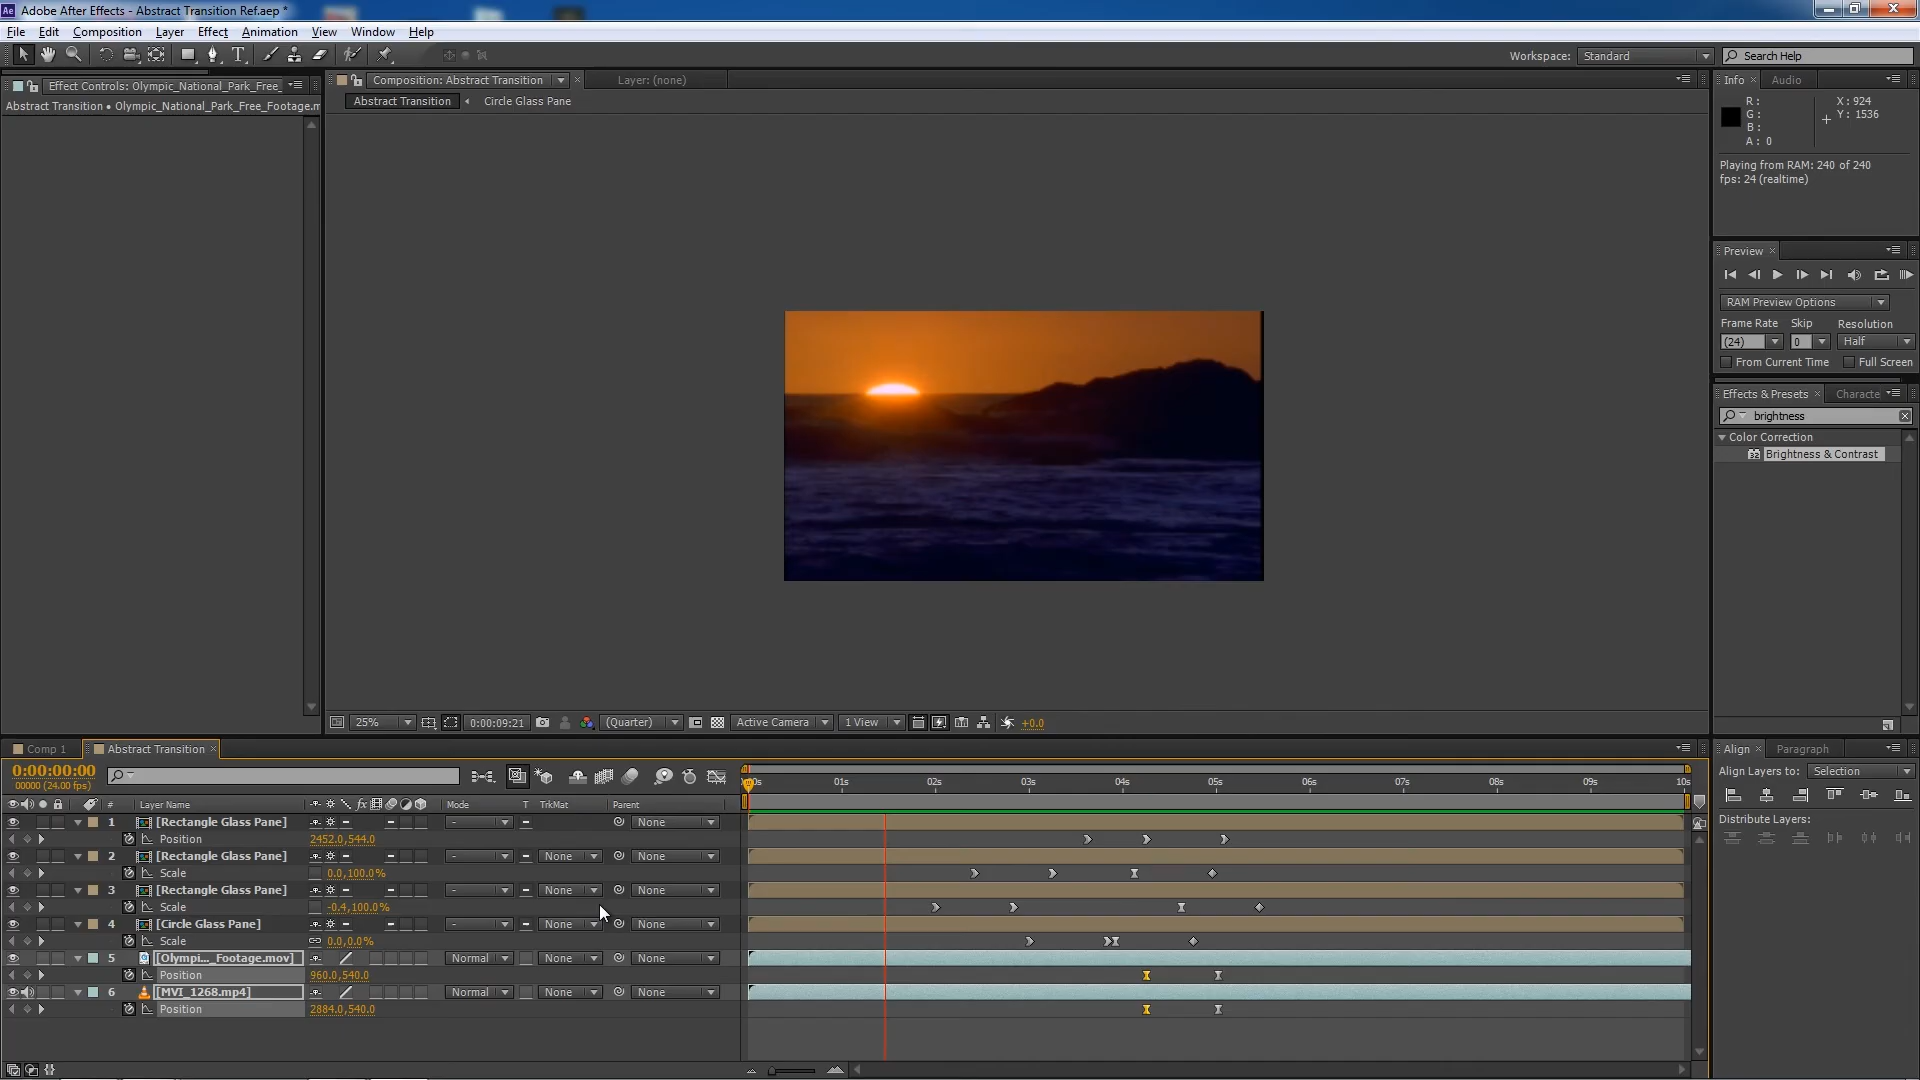 Adobe After Effects - Abstract Transition Ref.aep *
File Edit Composition Layer Effect Animation View Window Help
Workspace: Standard Search Help
Effect Controls: Olympic_National_Park_Free_
Abstract Transition • Olympic_National_Park_Free_Footage.m
Composition: Abstract Transition
Layer: (none)
Abstract Transition Circle Glass Pane
Info Audio
R: X: 924
G: Y: 1536
B:
A: 0
Playing from RAM: 240 of 240
fps: 24 (realtime)
Preview
RAM Preview Options
Frame Rate Skip Resolution
(24) 0 Half
From Current Time Full Screen
Effects & Presets Characte
brightness
Color Correction
32 Brightness & Contrast
25% 0:00:09:21 (Quarter) Active Camera 1 View +0.0
Comp 1 Abstract Transition
0:00:00:00
00000 (24.00 fps)
01s 02s 03s 04s 05s 06s 07s 08s 09s 10s
# Layer Name fx Mode T TrkMat Parent
1 [Rectangle Glass Pane] - None
Position 2452.0,544.0
2 [Rectangle Glass Pane] - None None
Scale 0.0,100.0%
3 [Rectangle Glass Pane] - None None
Scale -0.4,100.0%
4 [Circle Glass Pane] - None None
Scale 0.0,0.0%
5 [Olympi..._Footage.mov] Normal None None
Position 960.0,540.0
6 [MVI_1268.mp4] Normal None None
Position 2884.0,540.0
Align Paragraph
Align Layers to: Selection
Distribute Layers: